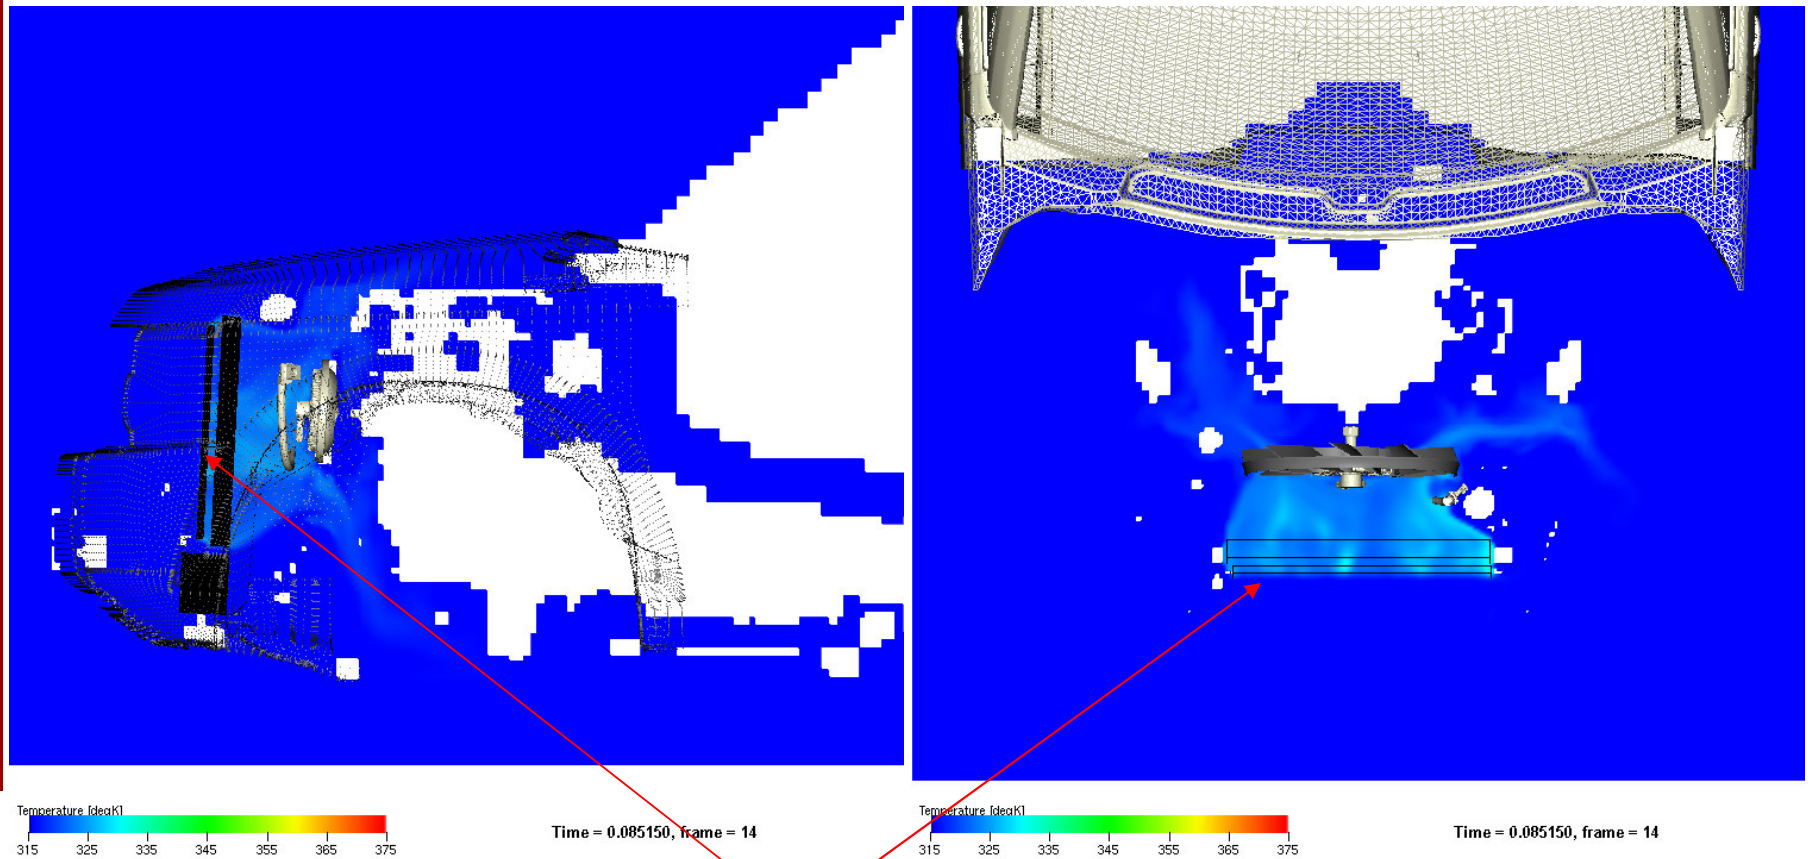 Temperature [degK]
315 325 335 345 355 365 375
Time = 0.085150, frame = 14
Temperature [degK]
315 325 335 345 355 365 375
Time = 0.085150, frame = 14